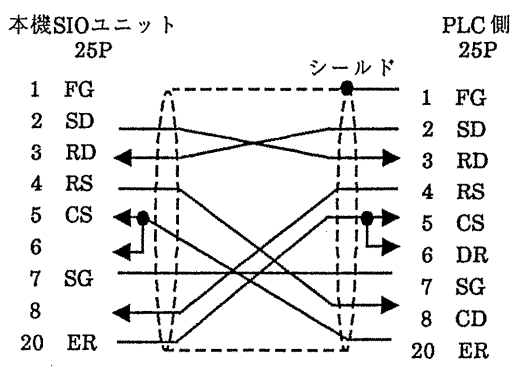 本機SIOユニット PLC側
25P 25P
シールド
1 FG 1 FG
2 SD 2 SD
3 RD 3 RD
4 RS 4 RS
5 CS 5 CS
6 6 DR
7 SG 7 SG
8 8 CD
20 ER 20 ER